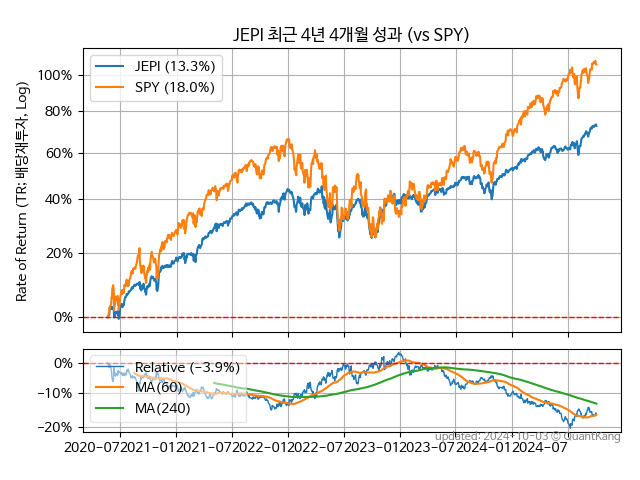 JEPI 최근 4년 4개월 성과 (vs SPY)
JEPI (13.3%)
SPY (18.0%)
100%
80%
60%
40%
20%
0%
Rate of Return (TR: 배당재투자, Log)
Relative (−3.9%)
MA(60)
MA(240)
0%
−10%
−20%
2020-07 2021-01 2021-07 2022-01 2022-07 2023-01 2023-07 2024-01 2024-07
updated: 2024-10-03 © QuantKang